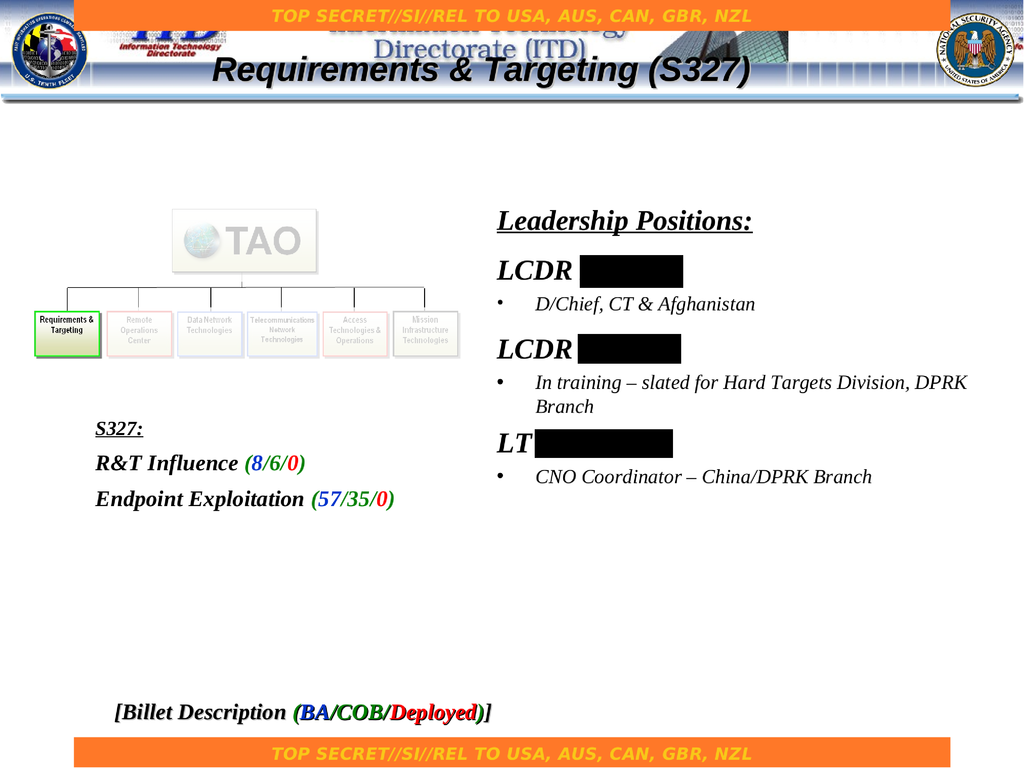 TOP SECRET//SI//REL TO USA, AUS, CAN, GBR, NZL
Information Technology
Directorate
Directorate (ITD)
Requirements & Targeting (S327)
U.S. TENTH FLEET
Leadership Positions:
TAO
LCDR
• D/Chief, CT & Afghanistan
Requirements & Targeting
Remote Operations Center
Data Network Technologies
Telecommunications Network Technologies
Access Technologies & Operations
Mission Infrastructure Technologies
LCDR
• In training – slated for Hard Targets Division, DPRK
Branch
S327:
LT
R&T Influence (8/6/0)
• CNO Coordinator – China/DPRK Branch
Endpoint Exploitation (57/35/0)
[Billet Description (BA/COB/Deployed)]
TOP SECRET//SI//REL TO USA, AUS, CAN, GBR, NZL